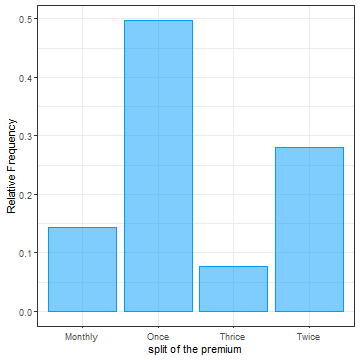 0.5
0.4
0.3
0.2
0.1
0.0
Relative Frequency
Monthly Once Thrice Twice
split of the premium